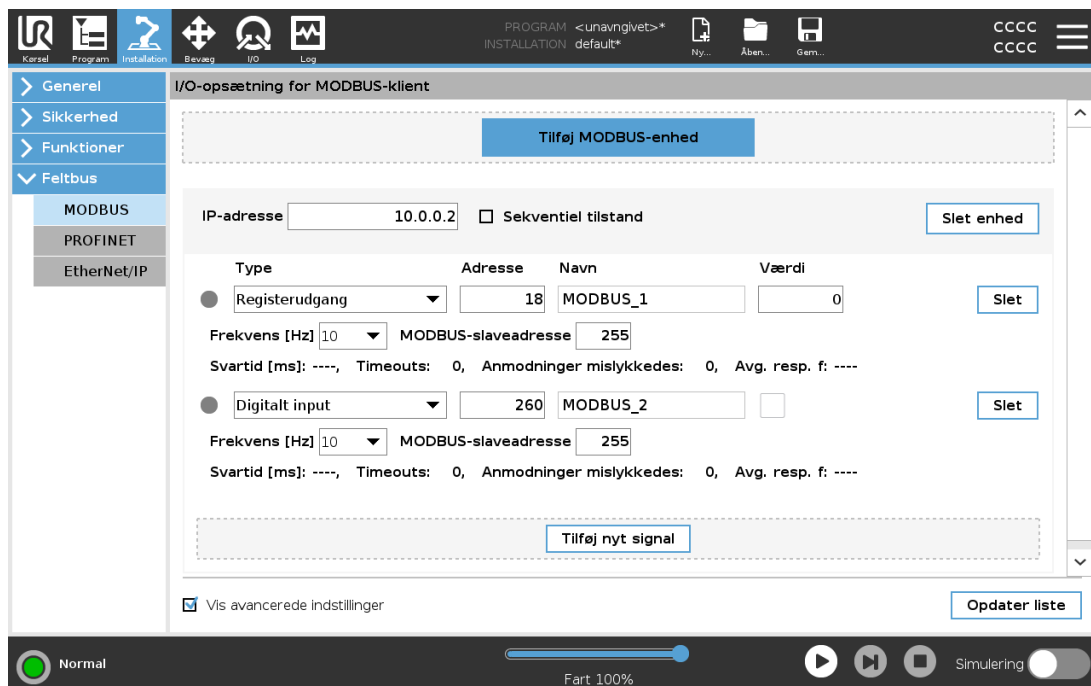 PROGRAM <unavngivet>* CCCC
INSTALLATION default* CCCC
Kørsel Program Installation Bevæg I/O Log Ny... Åben... Gem...
Generel
Sikkerhed
Funktioner
Feltbus
MODBUS
PROFINET
EtherNet/IP
I/O-opsætning for MODBUS-klient
Tilføj MODBUS-enhed
IP-adresse 10.0.0.2 Sekventiel tilstand Slet enhed
Type Adresse Navn Værdi
Registerudgang 18 MODBUS_1 0 Slet
Frekvens [Hz] 10 MODBUS-slaveadresse 255
Svartid [ms]: ----, Timeouts: 0, Anmodninger mislykkedes: 0, Avg. resp. f: ----
Digitalt input 260 MODBUS_2 Slet
Frekvens [Hz] 10 MODBUS-slaveadresse 255
Svartid [ms]: ----, Timeouts: 0, Anmodninger mislykkedes: 0, Avg. resp. f: ----
Tilføj nyt signal
Vis avancerede indstillinger Opdater liste
Normal Fart 100% Simulering